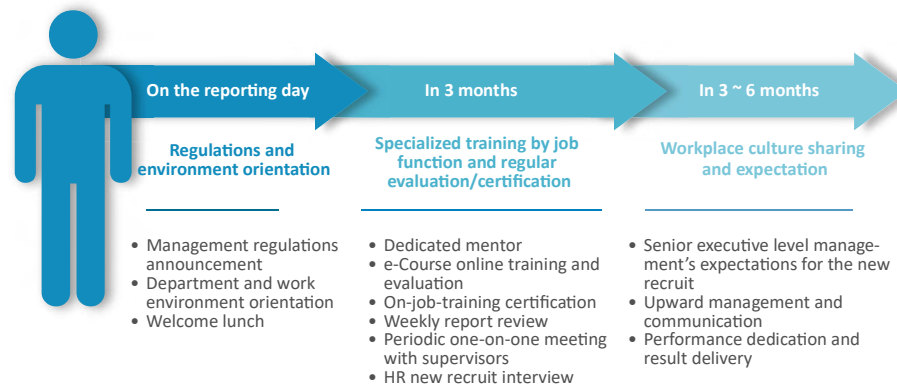 On the reporting day
In 3 months
In 3 ~ 6 months
Regulations and
environment orientation
Specialized training by job
function and regular
evaluation/certification
Workplace culture sharing
and expectation
• Management regulations
announcement
• Department and work
environment orientation
• Welcome lunch
• Dedicated mentor
• e-Course online training and
evaluation
• On-job-training certification
• Weekly report review
• Periodic one-on-one meeting
with supervisors
• HR new recruit interview
• Senior executive level manage-
ment’s expectations for the new
recruit
• Upward management and
communication
• Performance dedication and
result delivery